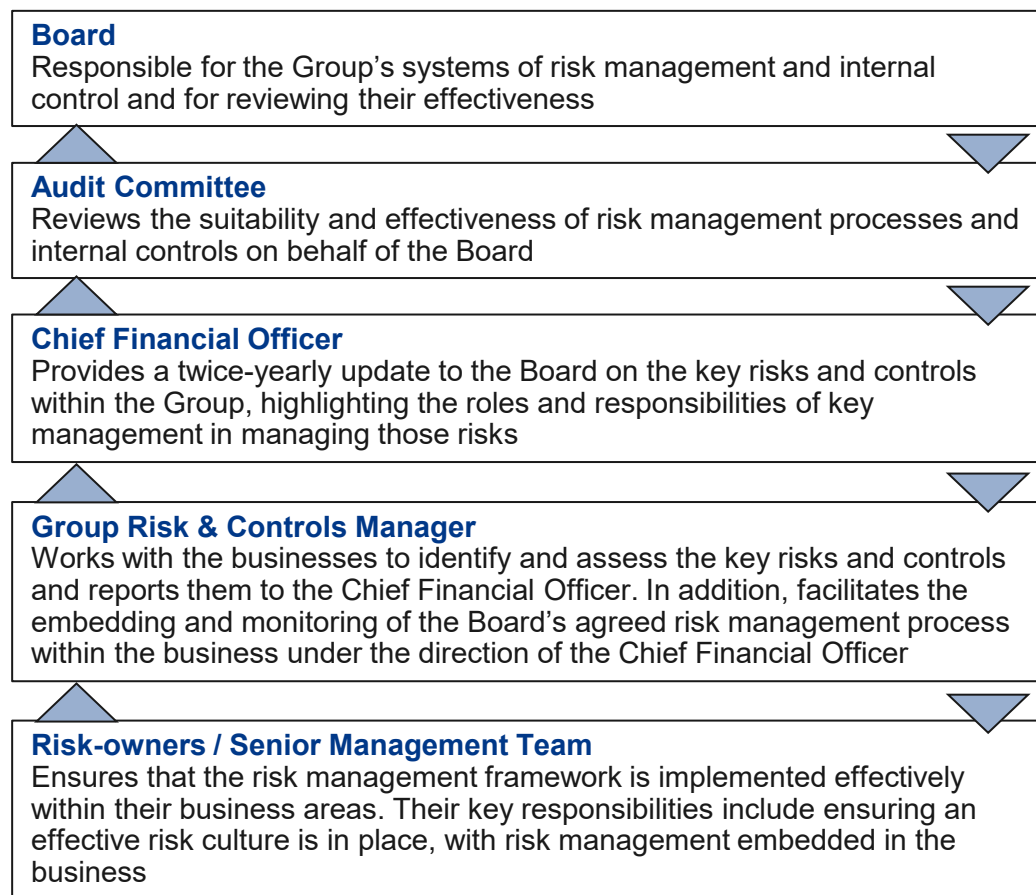 Board
Responsible for the Group’s systems of risk management and internal
control and for reviewing their effectiveness
Audit Committee
Reviews the suitability and effectiveness of risk management processes and
internal controls on behalf of the Board
Chief Financial Officer
Provides a twice-yearly update to the Board on the key risks and controls
within the Group, highlighting the roles and responsibilities of key
management in managing those risks
Group Risk & Controls Manager
Works with the businesses to identify and assess the key risks and controls
and reports them to the Chief Financial Officer. In addition, facilitates the
embedding and monitoring of the Board’s agreed risk management process
within the business under the direction of the Chief Financial Officer
Risk-owners / Senior Management Team
Ensures that the risk management framework is implemented effectively
within their business areas. Their key responsibilities include ensuring an
effective risk culture is in place, with risk management embedded in the
business